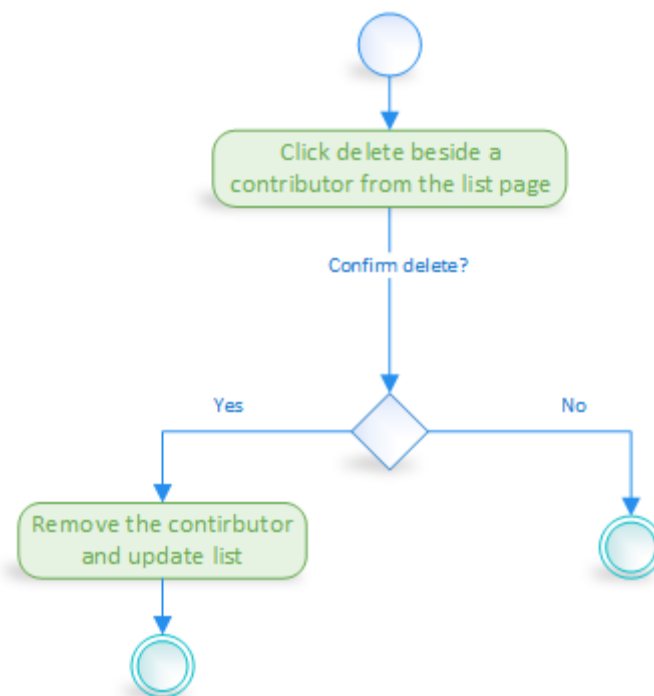 Click delete beside a
contributor from the list page
Confirm delete?
Yes
No
Remove the contirbutor
and update list